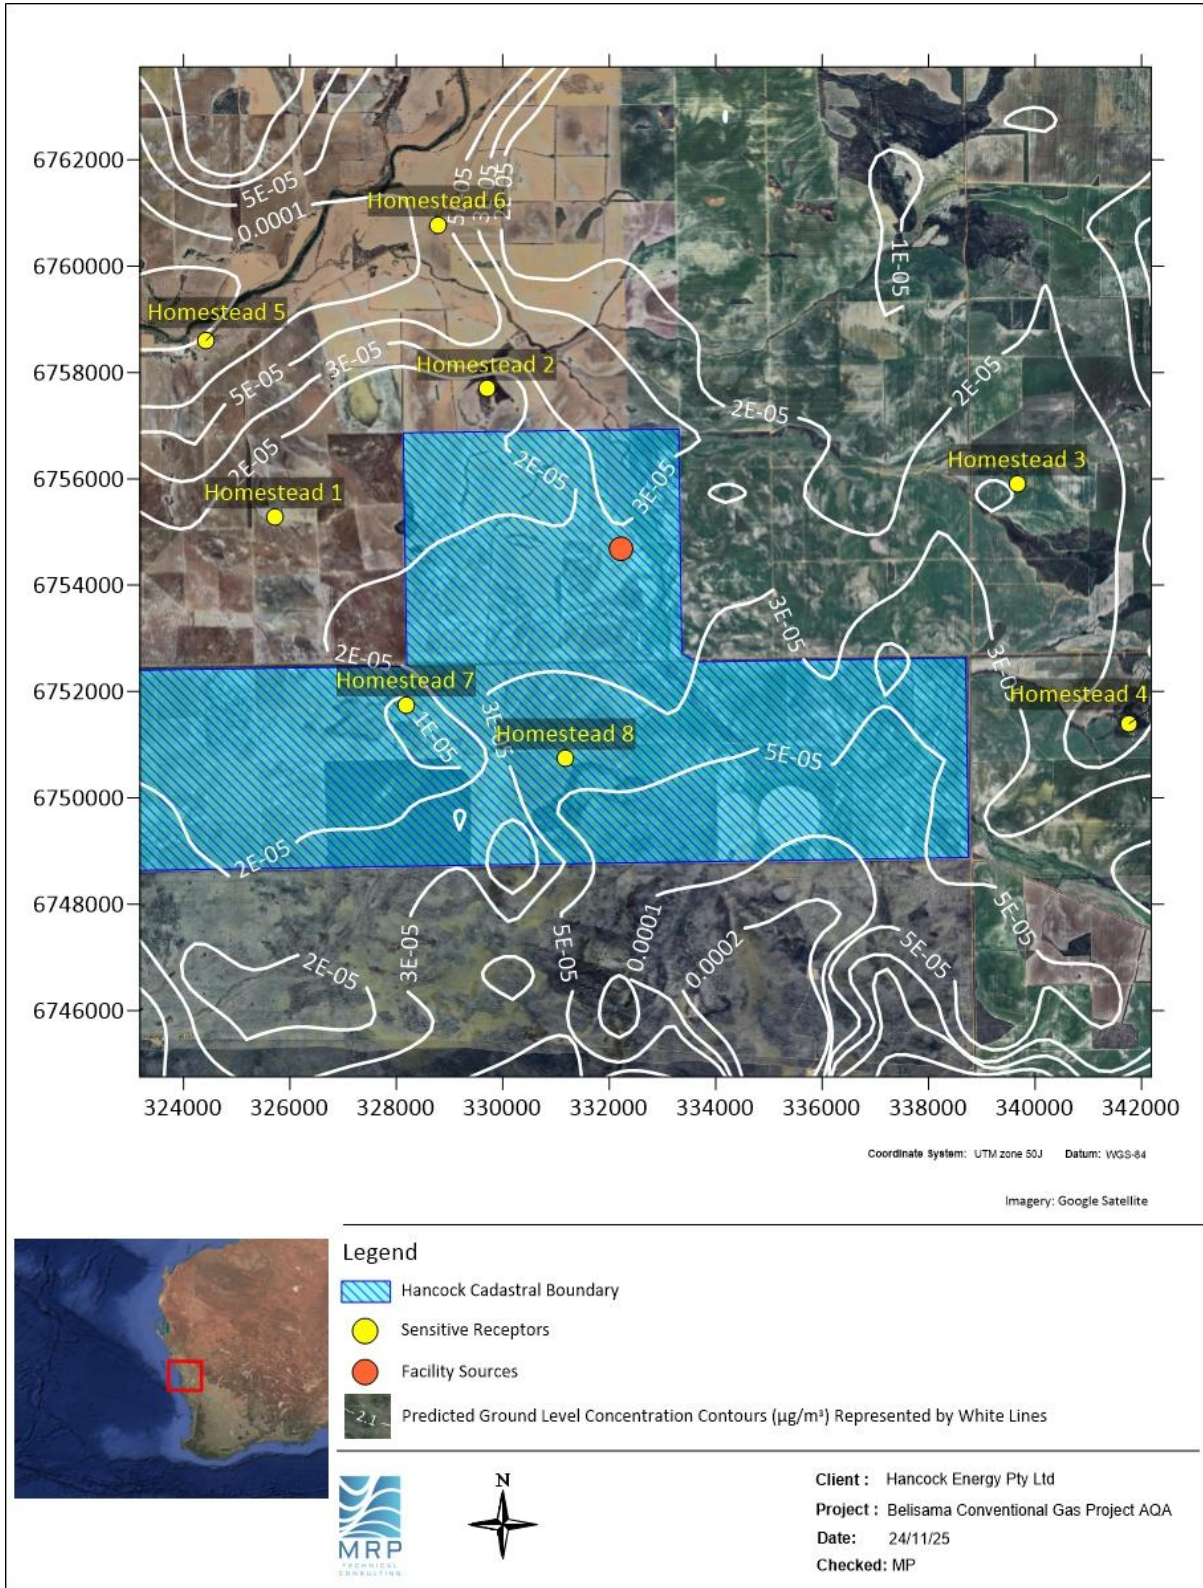 5E-05
0.0001
Homestead 6
5E-05
3E-05
2E-05
1E-05
Homestead 5
5E-05
3E-05
Homestead 2
2E-05
2E-05
2E-05
Homestead 1
2E-05
3E-05
Homestead 3
2E-05
3E-05
3E-05
Homestead 7
1E-05
3E-05
Homestead 8
5E-05
Homestead 4
2E-05
2E-05
3E-05
5E-05
0.0001
0.0002
5E-05
5E-05
6762000
6760000
6758000
6756000
6754000
6752000
6750000
6748000
6746000
324000 326000 328000 330000 332000 334000 336000 338000 340000 342000
Coordinate System: UTM zone 50J Datum: WGS-84
Imagery: Google Satellite
Legend
Hancock Cadastral Boundary
Sensitive Receptors
Facility Sources
2.1
Predicted Ground Level Concentration Contours (µg/m³) Represented by White Lines
MRP
TECHNICAL
CONSULTING
N
Client : Hancock Energy Pty Ltd
Project : Belisama Conventional Gas Project AQA
Date: 24/11/25
Checked: MP